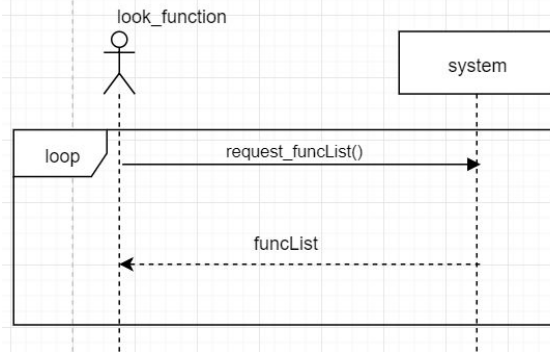 look_function
system
loop
request_funcList()
funcList